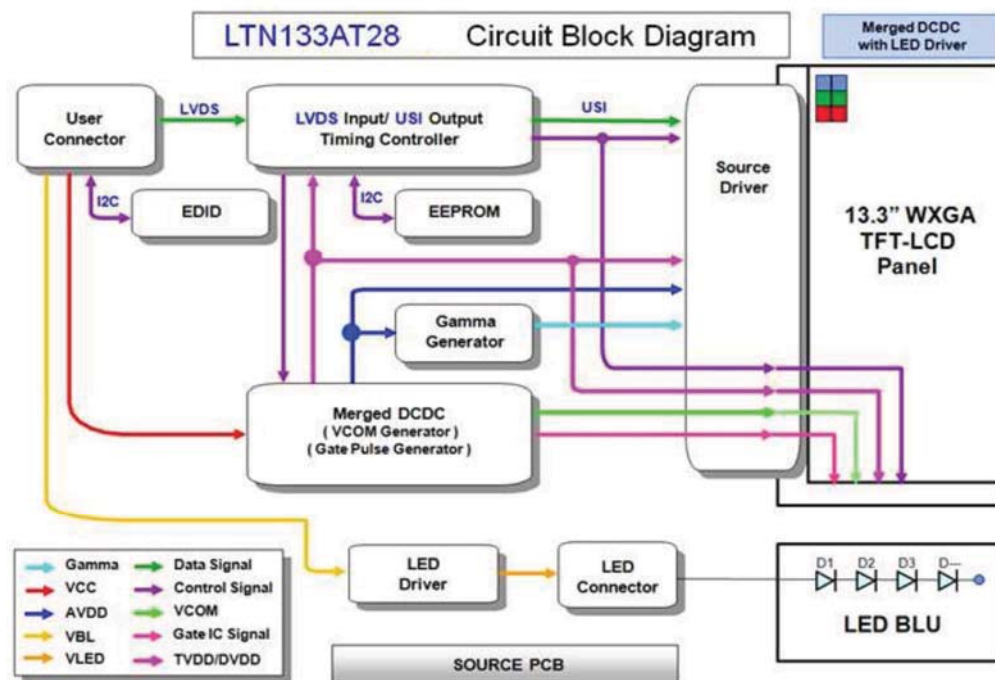 LTN133AT28 Circuit Block Diagram
Merged DCDC
with LED Driver
User
Connector
LVDS
LVDS Input/ USI Output
Timing Controller
USI
Source
Driver
13.3" WXGA
TFT-LCD
Panel
I2C
EDID
I2C
EEPROM
Gamma
Generator
Merged DCDC
( VCOM Generator )
( Gate Pulse Generator )
Gamma
VCC
AVDD
VBL
VLED
Data Signal
Control Signal
VCOM
Gate IC Signal
TVDD/DVDD
LED
Driver
LED
Connector
D1 D2 D3 D---
LED BLU
SOURCE PCB